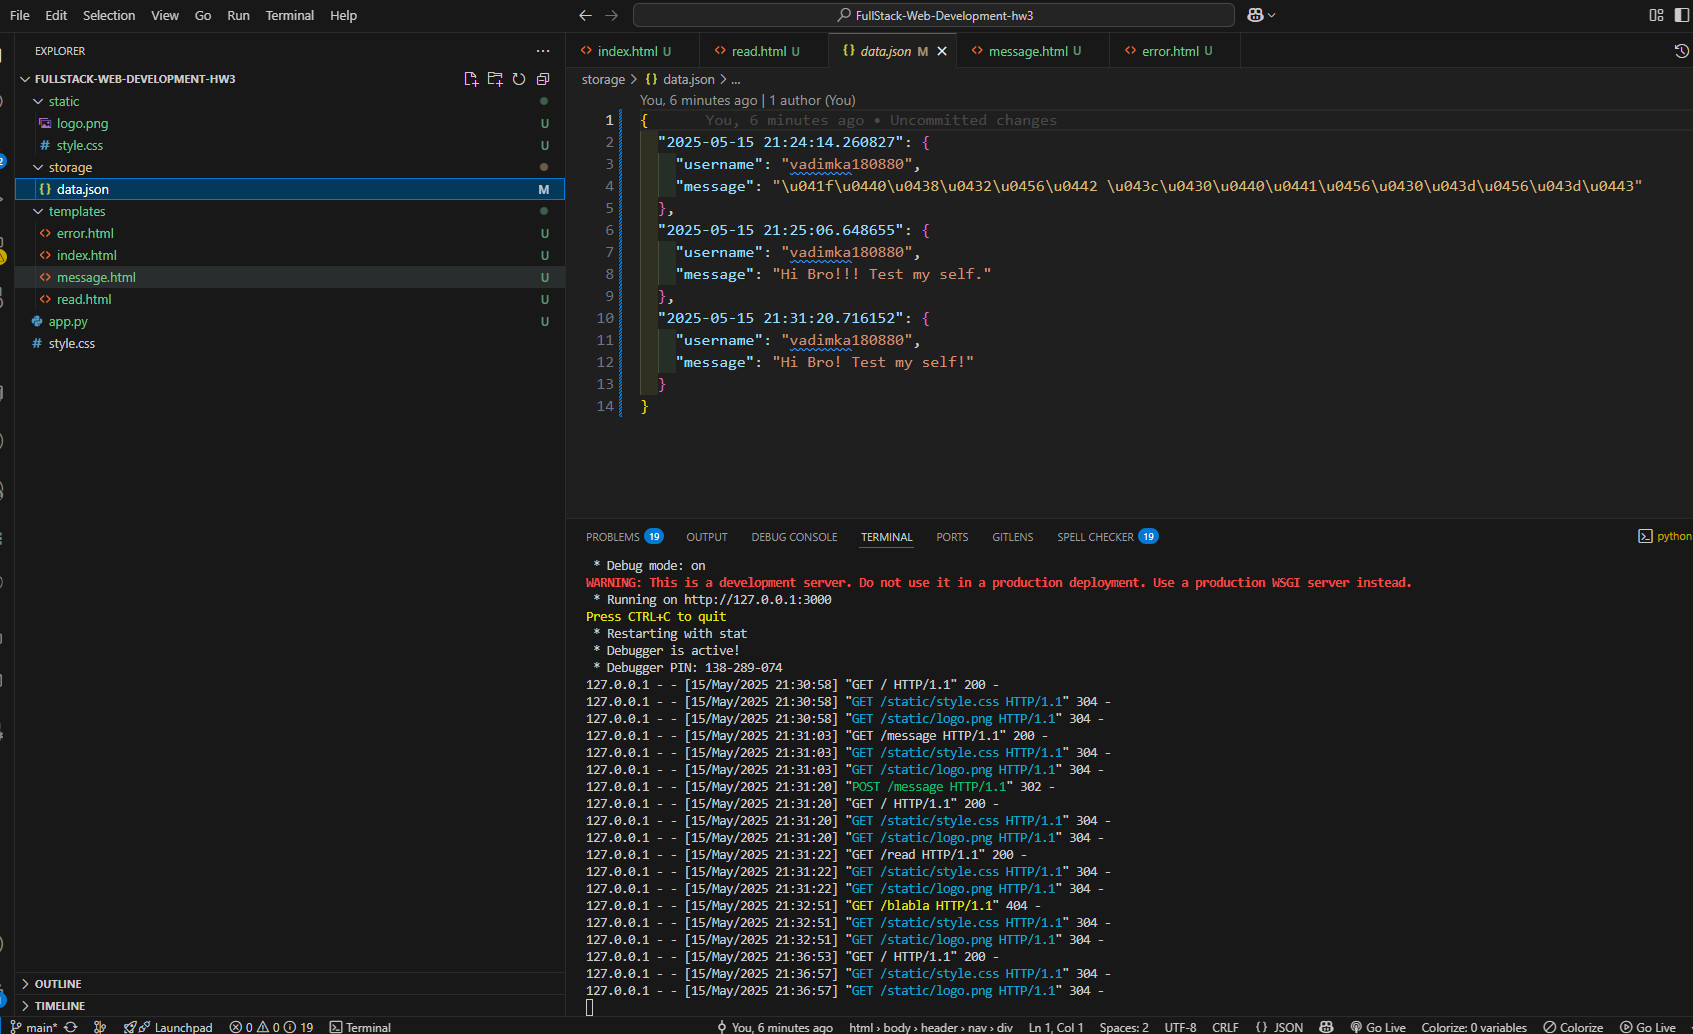 File Edit Selection View Go Run Terminal Help
FullStack-Web-Development-hw3
EXPLORER
FULLSTACK-WEB-DEVELOPMENT-HW3
static
logo.png U
style.css U
storage
data.json M
templates
error.html U
index.html U
message.html U
read.html U
app.py U
style.css
OUTLINE
TIMELINE
index.html U read.html U data.json M message.html U error.html U
storage > {} data.json > ...
You, 6 minutes ago | 1 author (You)
1 { You, 6 minutes ago • Uncommitted changes
2 "2025-05-15 21:24:14.260827": {
3 "username": "vadimka180880",
4 "message": "\u041f\u0440\u0438\u0432\u0456\u0442 \u043c\u0430\u0440\u0441\u0456\u0430\u043d\u0456\u043d\u0443"
5 },
6 "2025-05-15 21:25:06.648655": {
7 "username": "vadimka180880",
8 "message": "Hi Bro!!! Test my self."
9 },
10 "2025-05-15 21:31:20.716152": {
11 "username": "vadimka180880",
12 "message": "Hi Bro! Test my self!"
13 }
14 }
PROBLEMS 19 OUTPUT DEBUG CONSOLE TERMINAL PORTS GITLENS SPELL CHECKER 19
python
* Debug mode: on
WARNING: This is a development server. Do not use it in a production deployment. Use a production WSGI server instead.
* Running on http://127.0.0.1:3000
Press CTRL+C to quit
* Restarting with stat
* Debugger is active!
* Debugger PIN: 138-289-074
127.0.0.1 - - [15/May/2025 21:30:58] "GET / HTTP/1.1" 200 -
127.0.0.1 - - [15/May/2025 21:30:58] "GET /static/style.css HTTP/1.1" 304 -
127.0.0.1 - - [15/May/2025 21:30:58] "GET /static/logo.png HTTP/1.1" 304 -
127.0.0.1 - - [15/May/2025 21:31:03] "GET /message HTTP/1.1" 200 -
127.0.0.1 - - [15/May/2025 21:31:03] "GET /static/style.css HTTP/1.1" 304 -
127.0.0.1 - - [15/May/2025 21:31:03] "GET /static/logo.png HTTP/1.1" 304 -
127.0.0.1 - - [15/May/2025 21:31:20] "POST /message HTTP/1.1" 302 -
127.0.0.1 - - [15/May/2025 21:31:20] "GET / HTTP/1.1" 200 -
127.0.0.1 - - [15/May/2025 21:31:20] "GET /static/style.css HTTP/1.1" 304 -
127.0.0.1 - - [15/May/2025 21:31:20] "GET /static/logo.png HTTP/1.1" 304 -
127.0.0.1 - - [15/May/2025 21:31:22] "GET /read HTTP/1.1" 200 -
127.0.0.1 - - [15/May/2025 21:31:22] "GET /static/style.css HTTP/1.1" 304 -
127.0.0.1 - - [15/May/2025 21:31:22] "GET /static/logo.png HTTP/1.1" 304 -
127.0.0.1 - - [15/May/2025 21:32:51] "GET /blabla HTTP/1.1" 404 -
127.0.0.1 - - [15/May/2025 21:32:51] "GET /static/style.css HTTP/1.1" 304 -
127.0.0.1 - - [15/May/2025 21:32:51] "GET /static/logo.png HTTP/1.1" 304 -
127.0.0.1 - - [15/May/2025 21:36:53] "GET / HTTP/1.1" 200 -
127.0.0.1 - - [15/May/2025 21:36:57] "GET /static/style.css HTTP/1.1" 304 -
127.0.0.1 - - [15/May/2025 21:36:57] "GET /static/logo.png HTTP/1.1" 304 -
main* Launchpad 0 0 19 Terminal You, 6 minutes ago html › body › header › nav › div Ln 1, Col 1 Spaces: 2 UTF-8 CRLF {} JSON Go Live Colorize: 0 variables Colorize Go Live